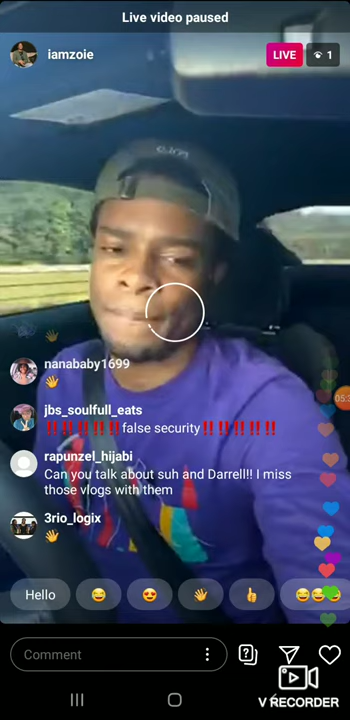 Live video paused
iamzoie
LIVE
1
nanababy1699
👋
jbs_soulfull_eats
‼️‼️‼️‼️‼️false security‼️‼️‼️‼️‼️
rapunzel_hijabi
Can you talk about suh and Darrell!! I miss
those vlogs with them
3rio_logix
👋
Hello
Comment
V RECORDER